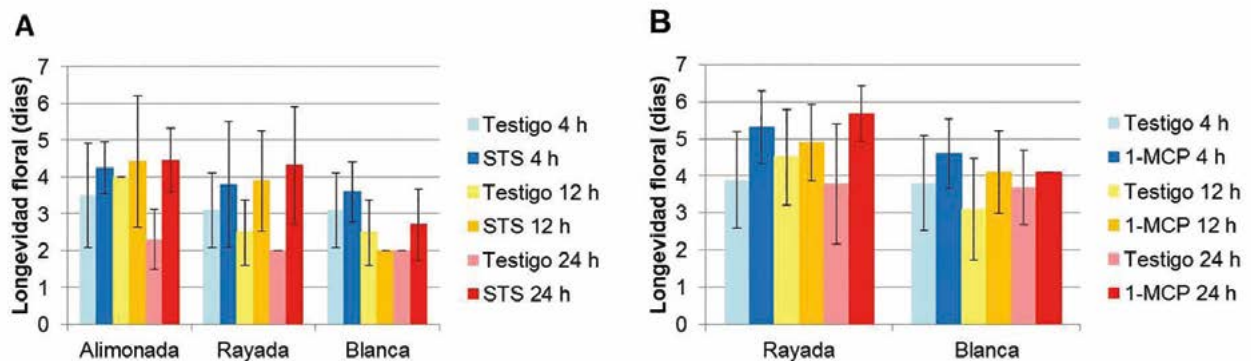 A
Longevidad floral (días)
7
6
5
4
3
2
1
0
Alimonada
Rayada
Blanca
Testigo 4 h
STS 4 h
Testigo 12 h
STS 12 h
Testigo 24 h
STS 24 h
B
Longevidad floral (días)
7
6
5
4
3
2
1
0
Rayada
Blanca
Testigo 4 h
1-MCP 4 h
Testigo 12 h
1-MCP 12 h
Testigo 24 h
1-MCP 24 h